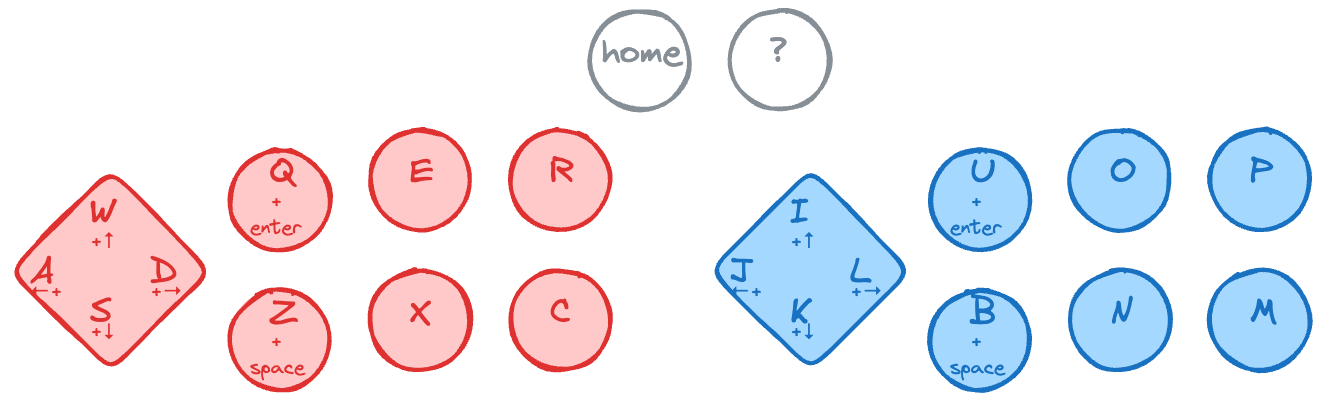 home ?
Q E R
+
enter
W
+↑
A D
←+ +→
S
+↓
Z X C
+
space
U O P
+
enter
I
+↑
J L
←+ +→
K
+↓
B N M
+
space